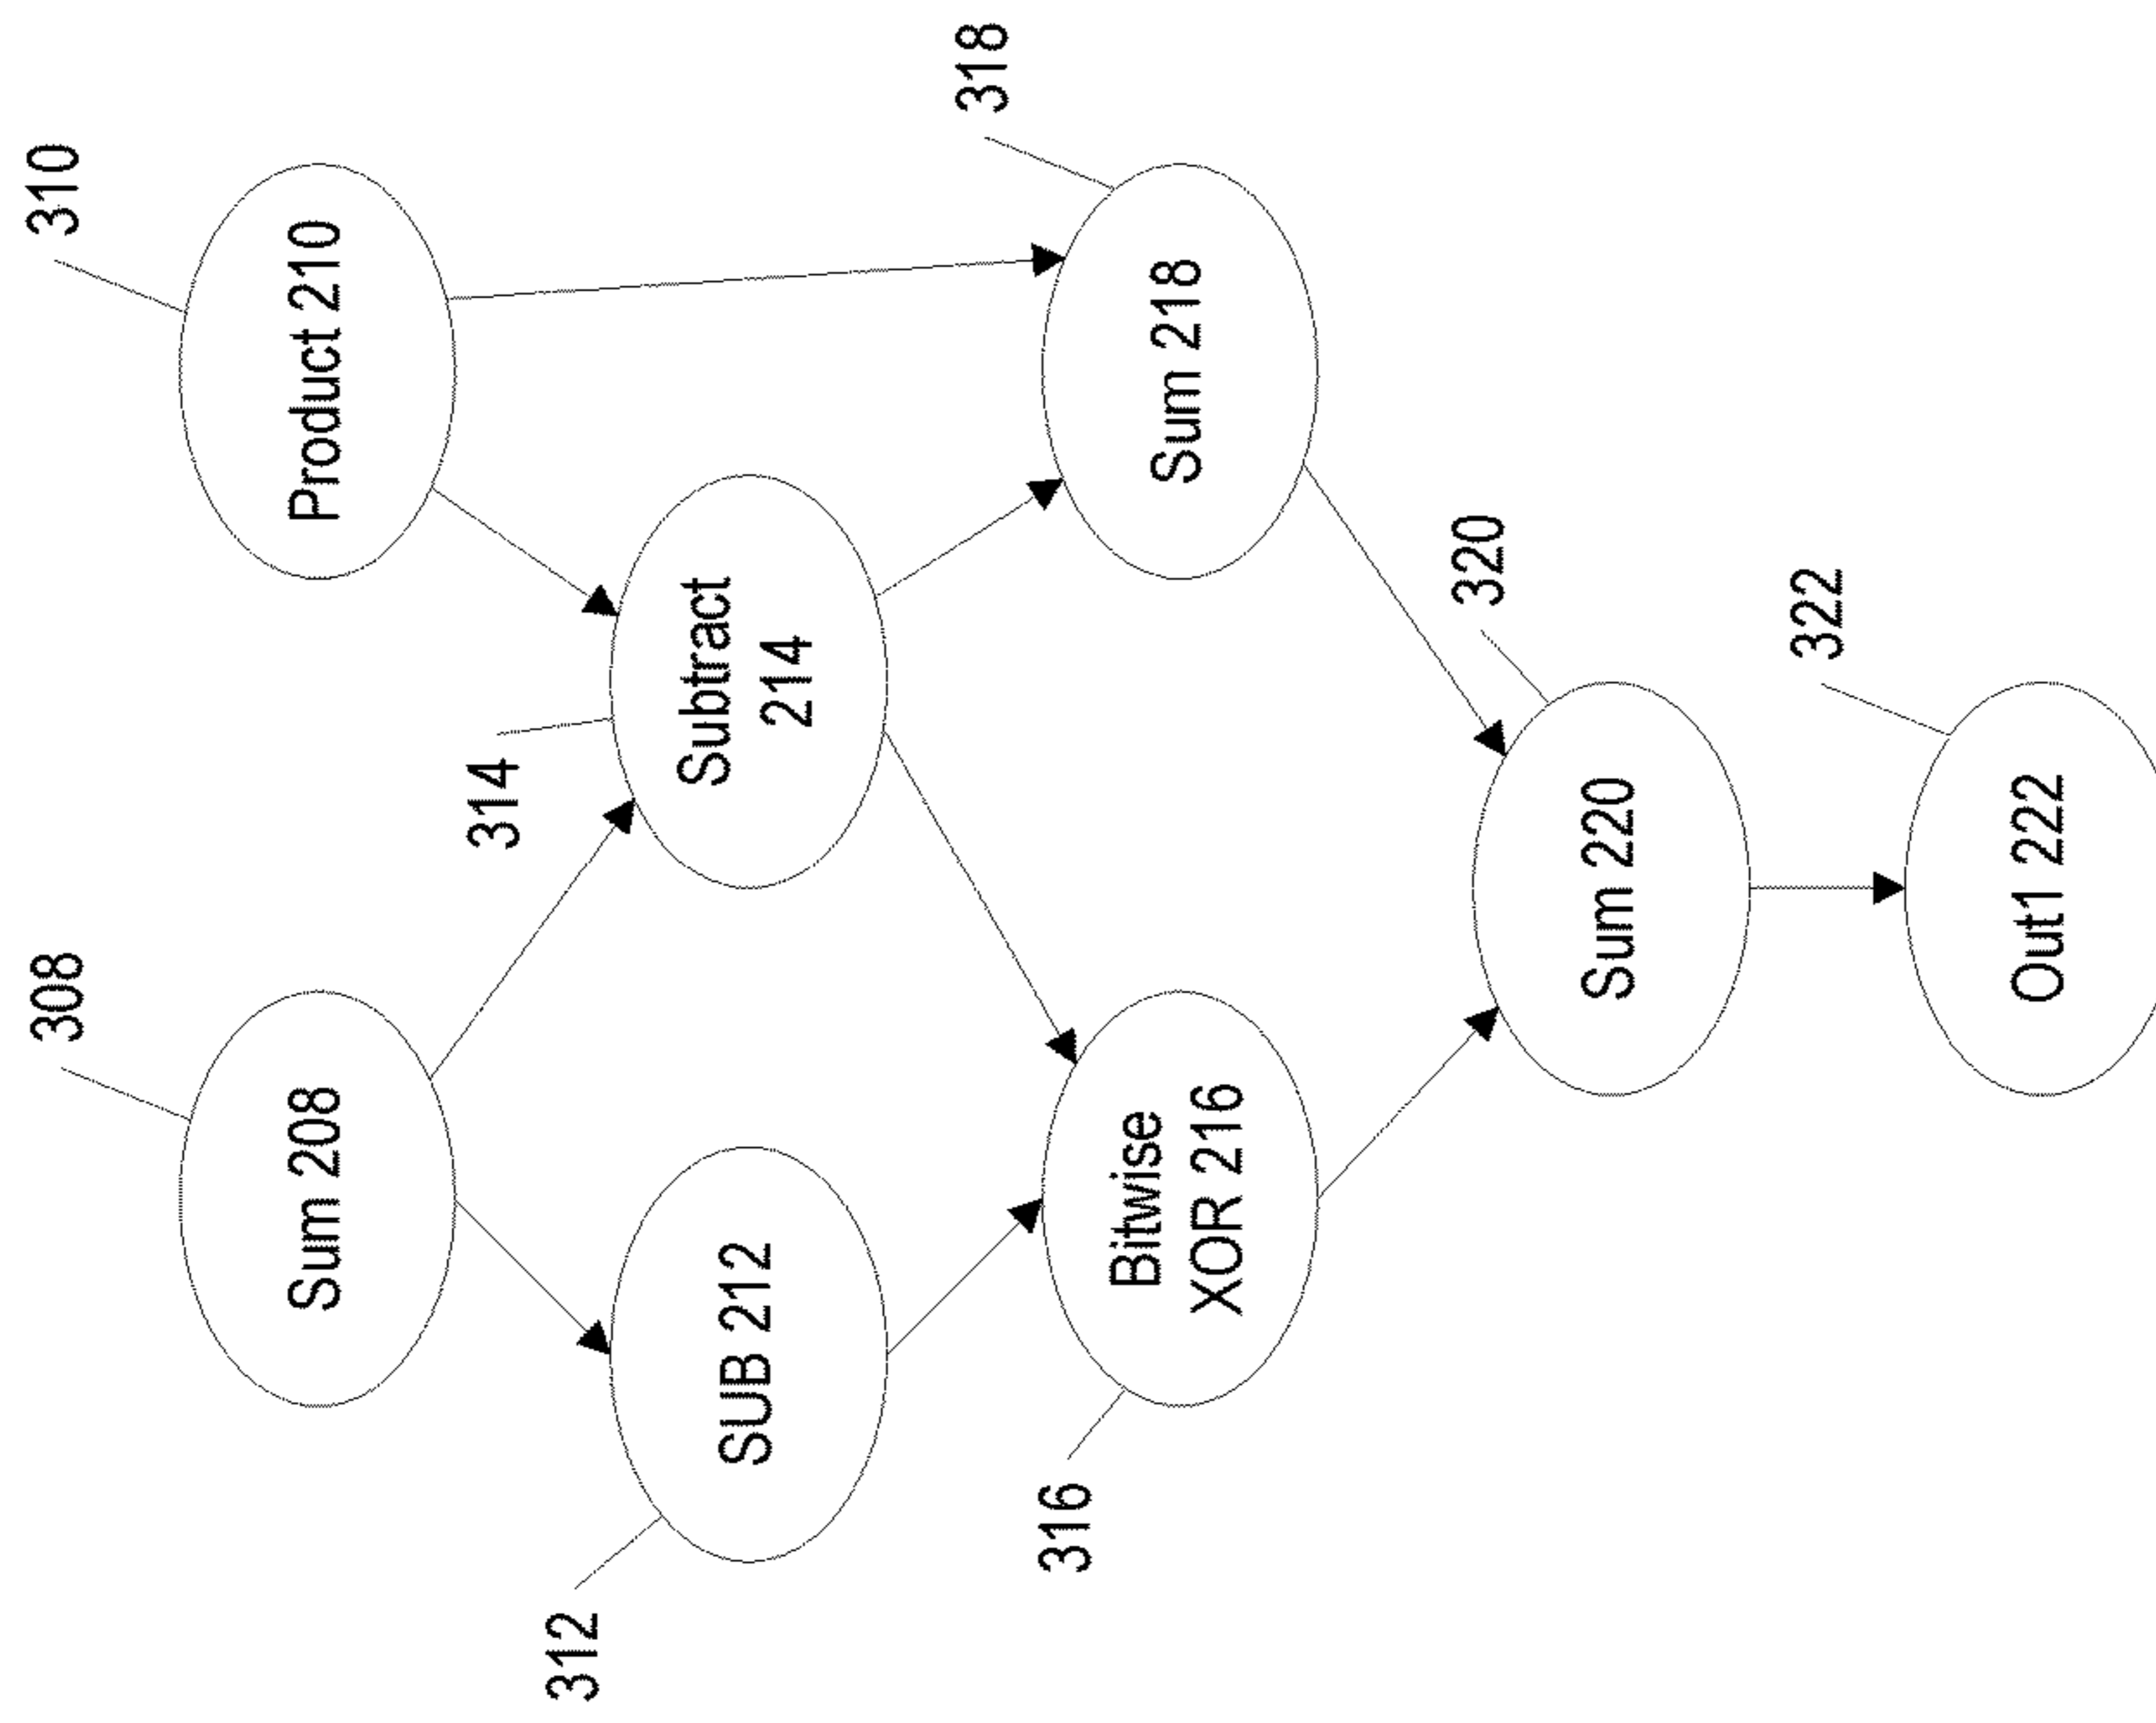 308
Sum 208
310
Product 210
312
SUB 212
314
Subtract
214
316
Bitwise
XOR 216
318
Sum 218
320
Sum 220
322
Out1 222